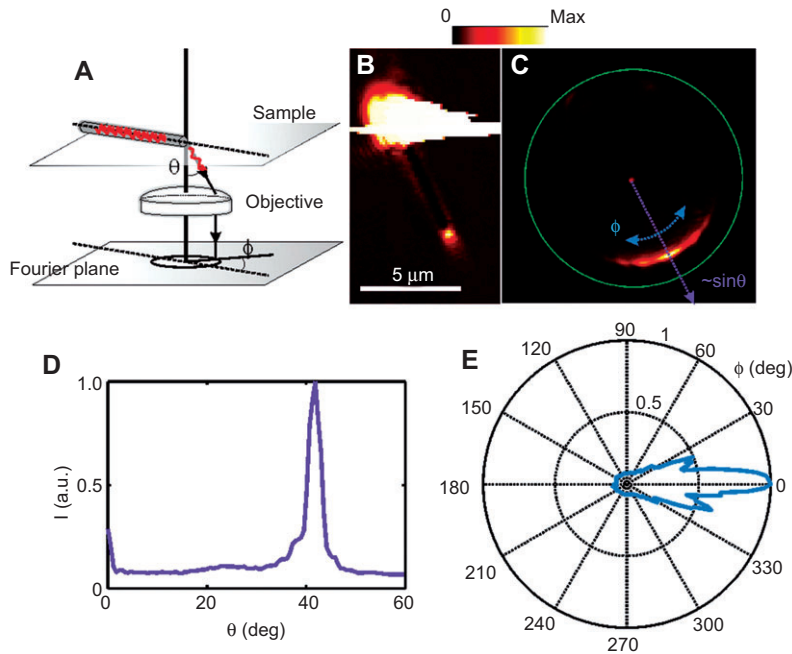 0 Max
A
B
C
Sample
θ
Objective
ϕ
Fourier plane
5 μm
ϕ
~sinθ
D
1.0
0.5
0
I (a.u.)
0 20 40 60
θ (deg)
E
90
1
120 60
ϕ (deg)
150 0.5 30
180 0
210 330
240 300
270